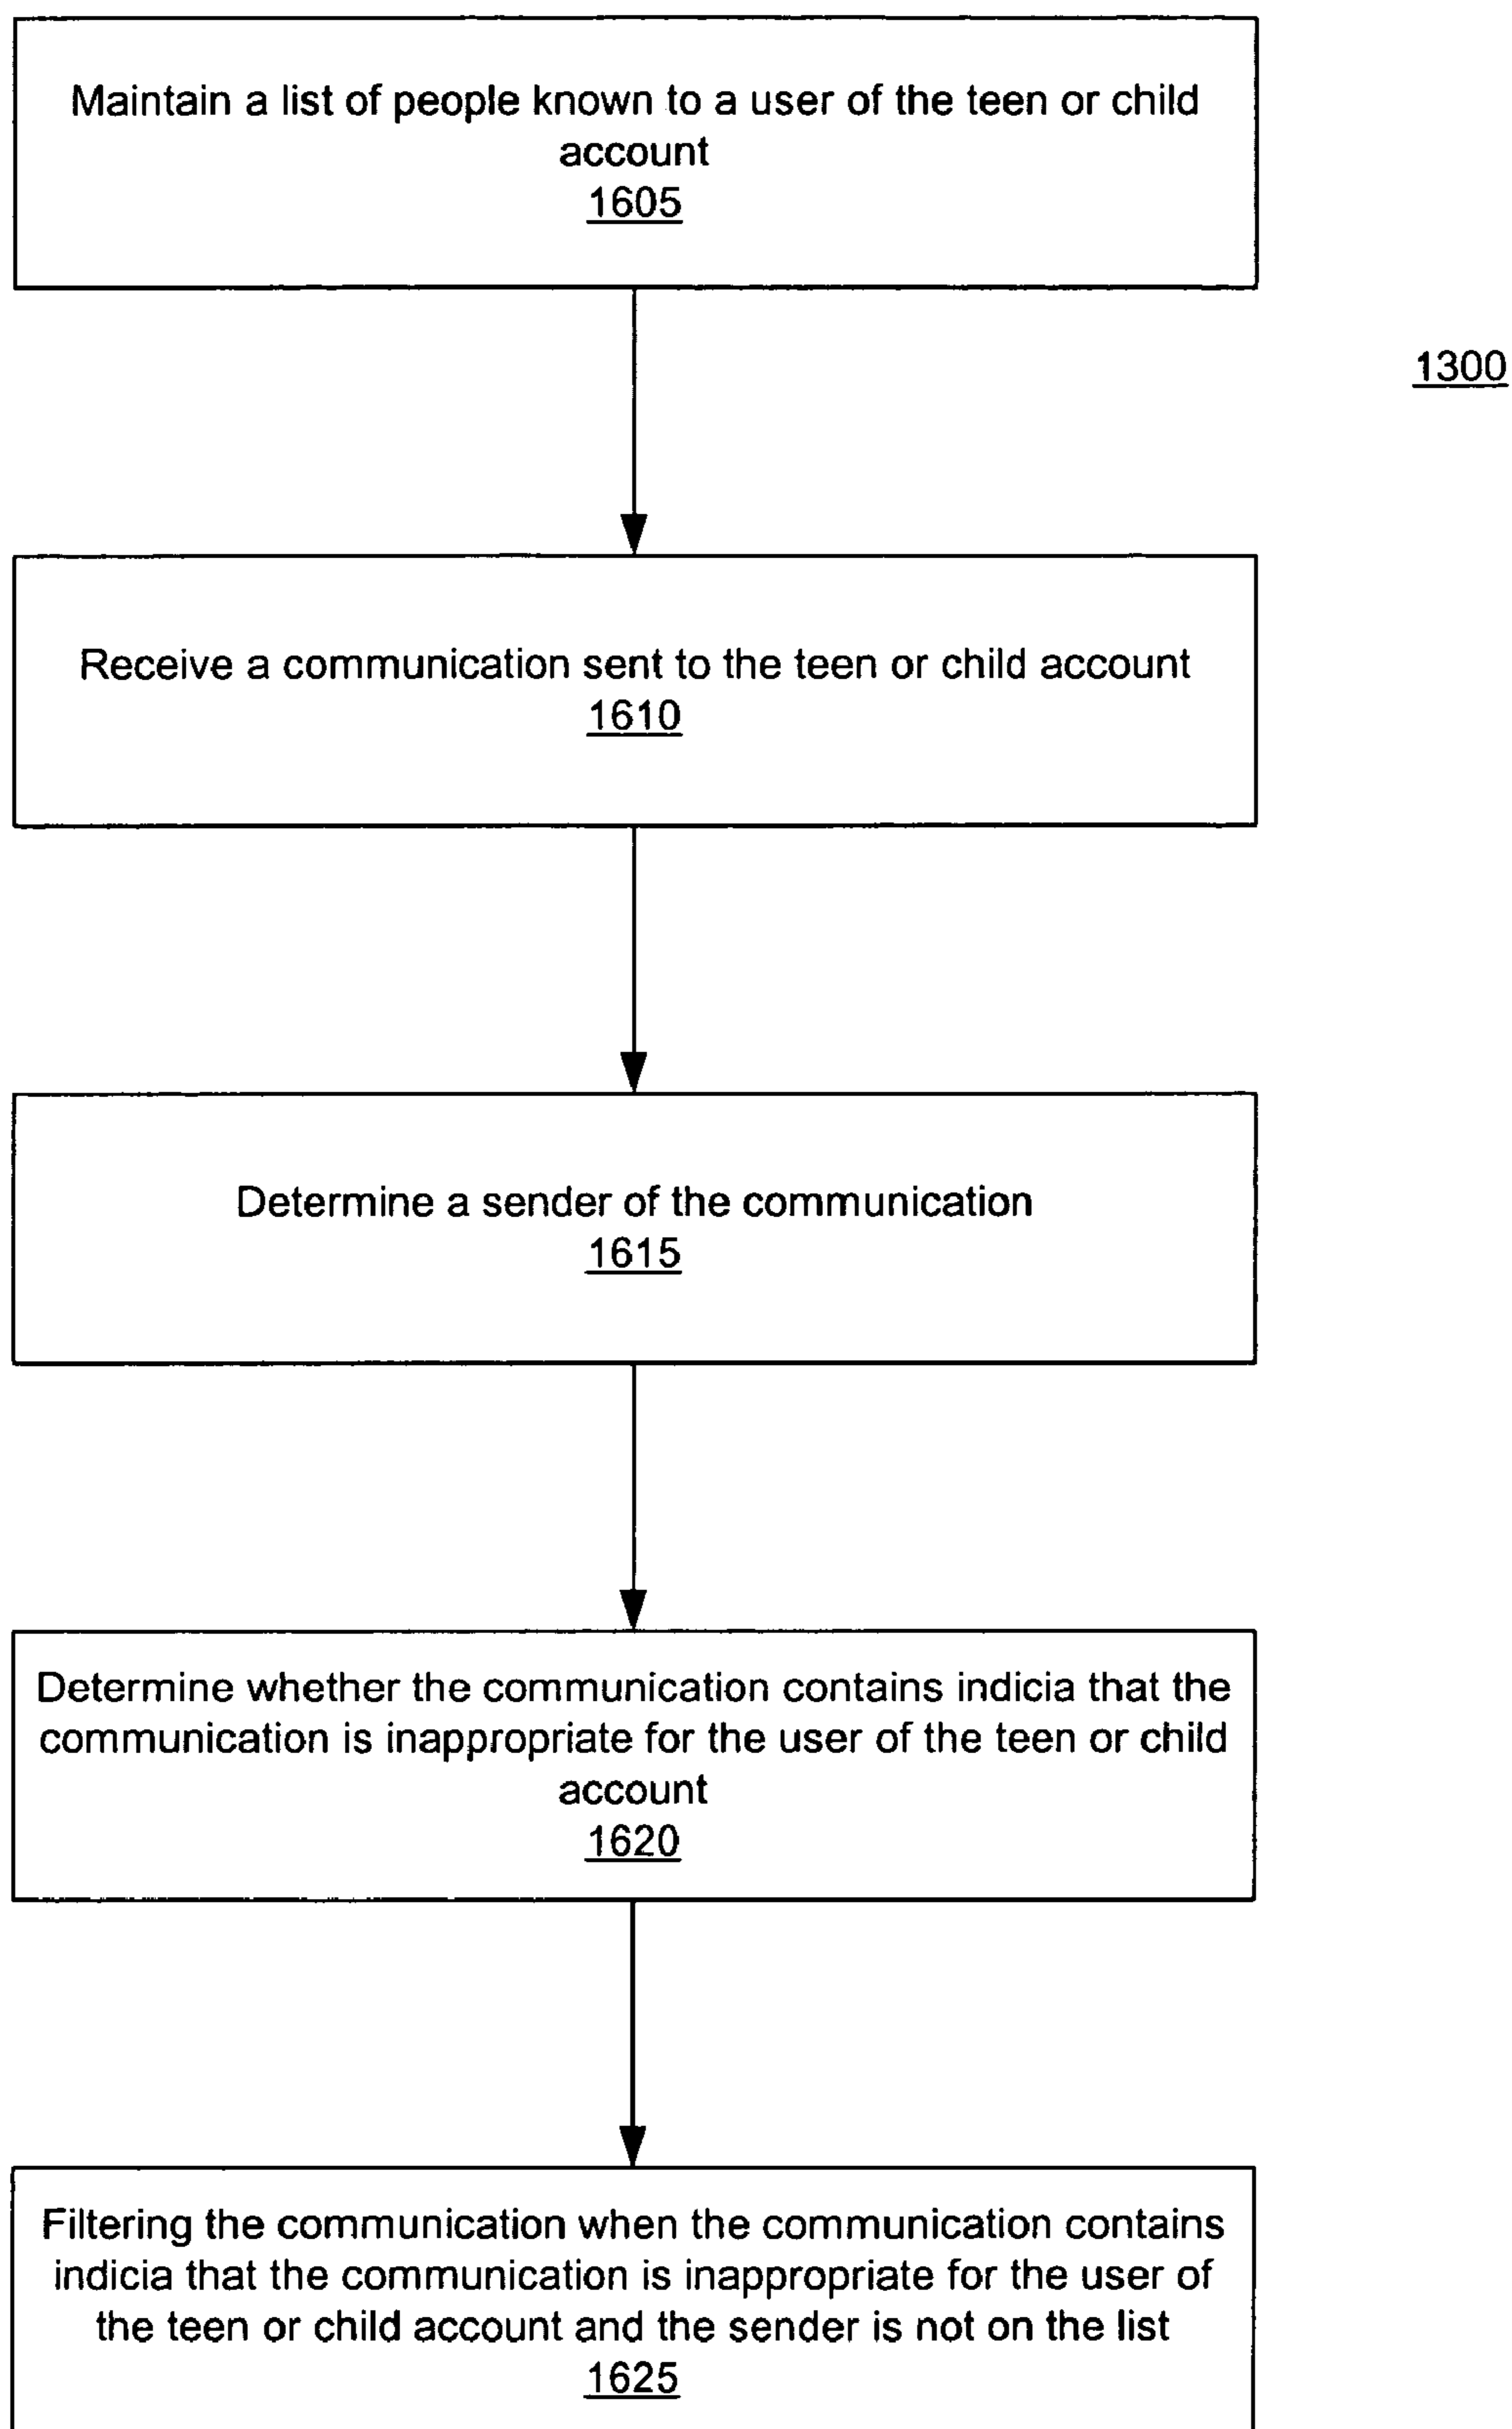 Maintain a list of people known to a user of the teen or child
account
1605
1300
Receive a communication sent to the teen or child account
1610
Determine a sender of the communication
1615
Determine whether the communication contains indicia that the
communication is inappropriate for the user of the teen or child
account
1620
Filtering the communication when the communication contains
indicia that the communication is inappropriate for the user of
the teen or child account and the sender is not on the list
1625